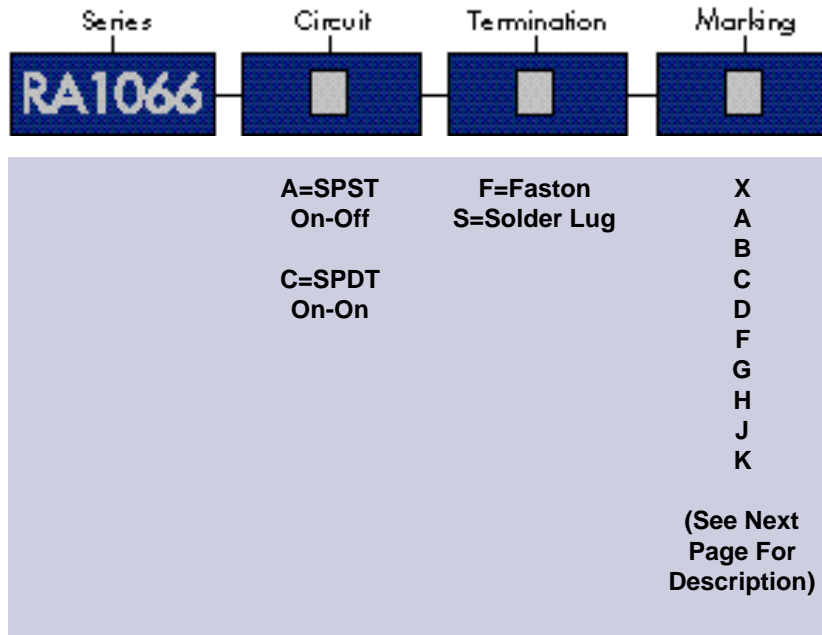 Series Circuit Termination Marking
RA1066
A=SPST
On-Off
C=SPDT
On-On
F=Faston
S=Solder Lug
X
A
B
C
D
F
G
H
J
K
(See Next
Page For
Description)